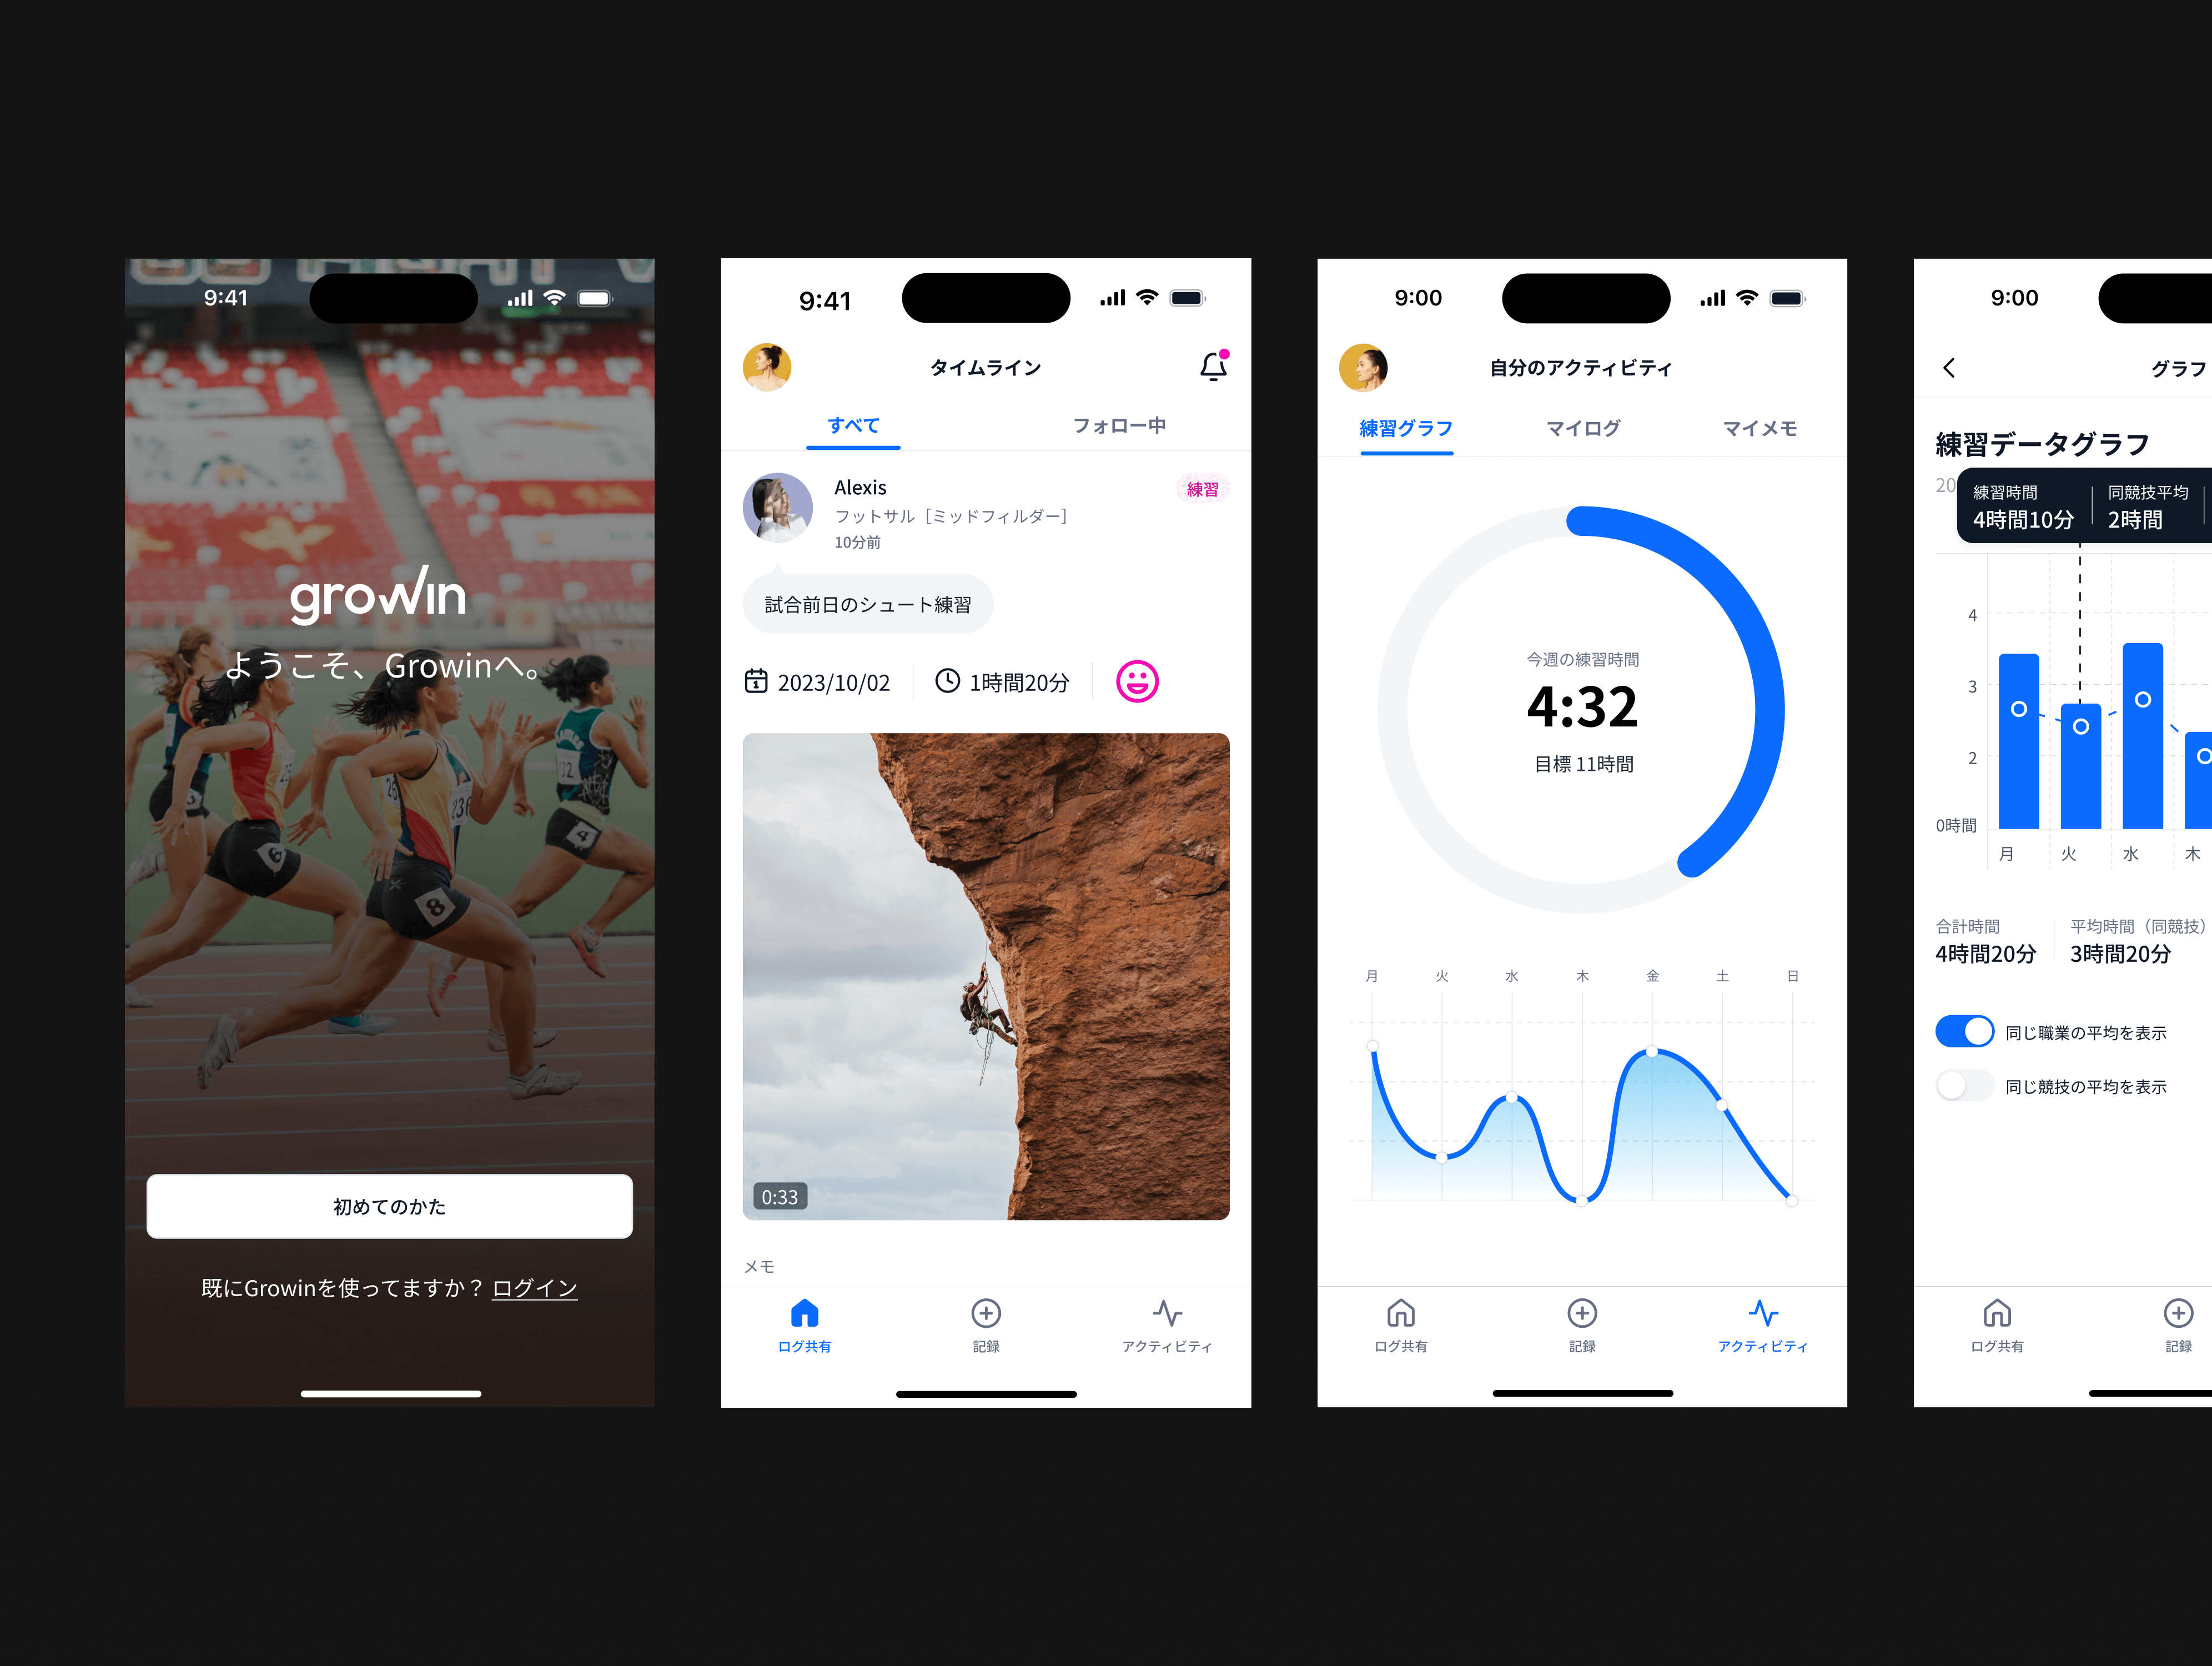 9:41
growin
ようこそ、Growinへ。
初めてのかた
既にGrowinを使ってますか？ ログイン
9:41
タイムライン
すべて
フォロー中
Alexis
練習
フットサル［ミッドフィルダー］
10分前
試合前日のシュート練習
2023/10/02
1時間20分
0:33
メモ
ログ共有
記録
アクティビティ
9:00
自分のアクティビティ
練習グラフ
マイログ
マイメモ
今週の練習時間
4:32
目標 11時間
月 火 水 木 金 土 日
ログ共有
記録
アクティビティ
9:00
グラフ
練習データグラフ
20
練習時間
4時間10分
同競技平均
2時間
4
3
2
0時間
月 火 水 木
合計時間
4時間20分
平均時間（同競技）
3時間20分
同じ職業の平均を表示
同じ競技の平均を表示
ログ共有
記録